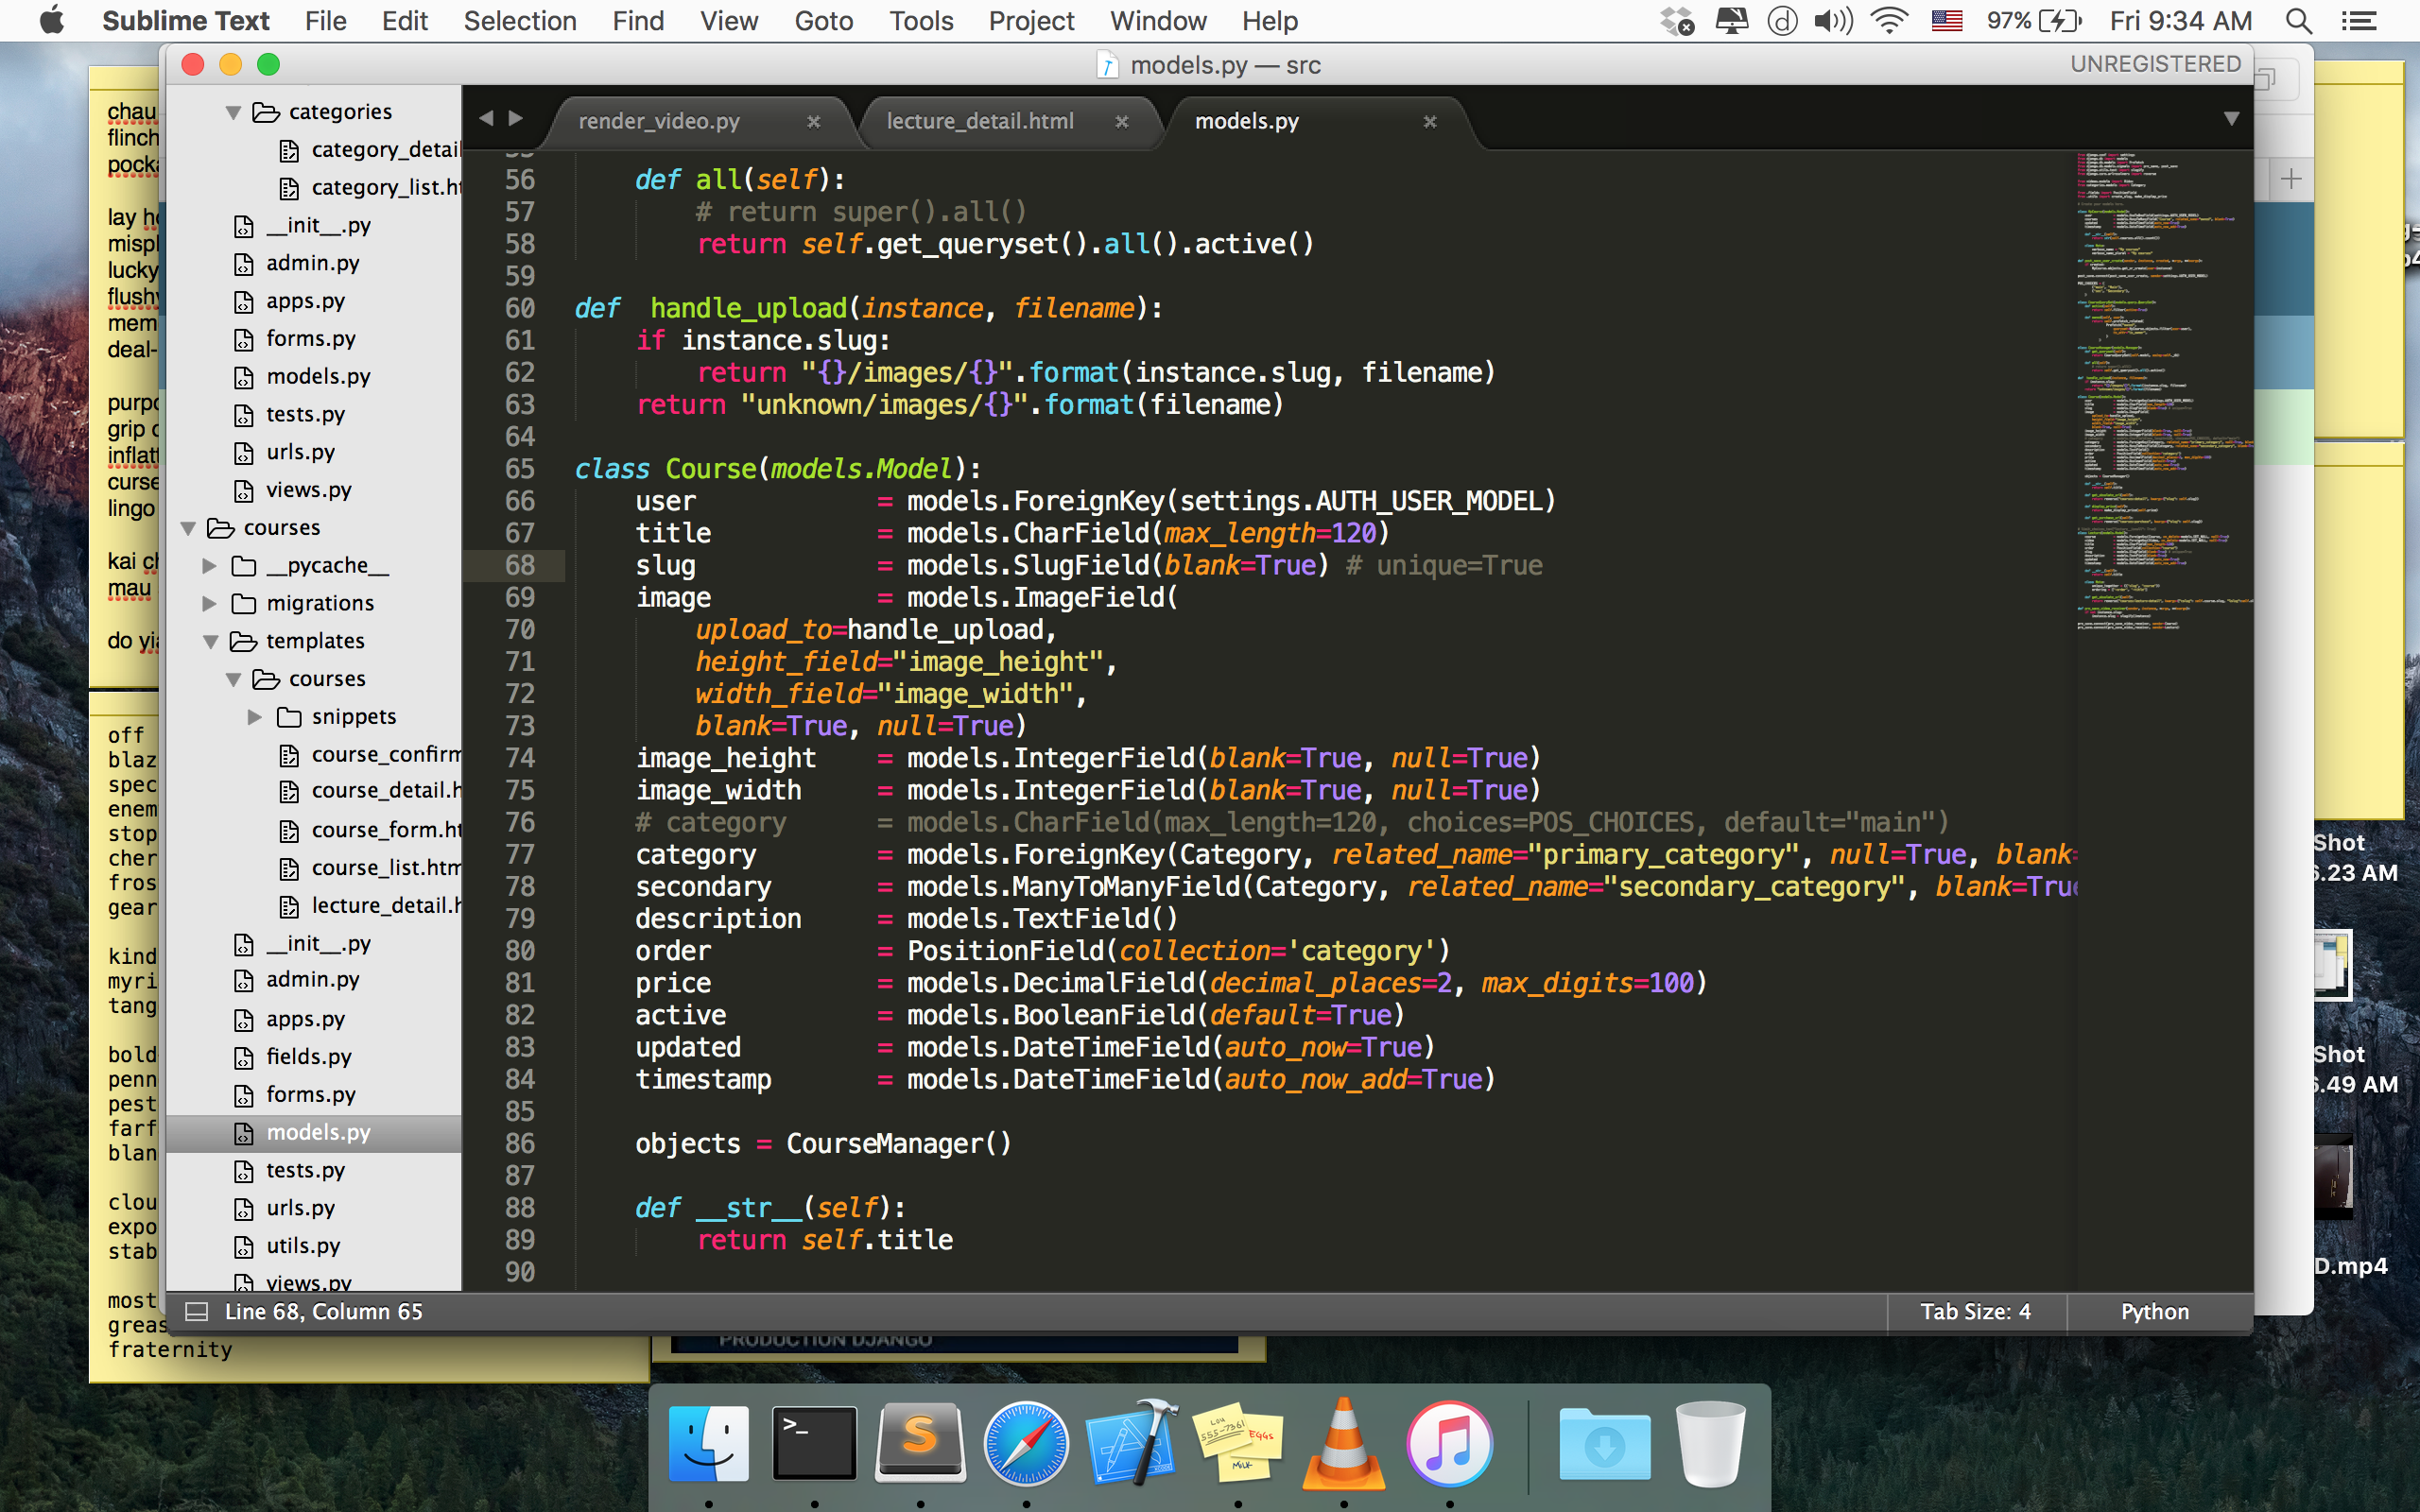 Sublime Text File Edit Selection Find View Goto Tools Project Window Help 97% Fri 9:34 AM
models.py — src UNREGISTERED
render_video.py lecture_detail.html models.py
categories
category_detail
category_list.ht
__init__.py
admin.py
apps.py
forms.py
models.py
tests.py
urls.py
views.py
courses
__pycache__
migrations
templates
courses
snippets
course_confirm
course_detail.h
course_form.ht
course_list.htm
lecture_detail.h
__init__.py
admin.py
apps.py
fields.py
forms.py
models.py
tests.py
urls.py
utils.py
views.py
56 def all(self):
57 # return super().all()
58 return self.get_queryset().all().active()
59
60 def  handle_upload(instance, filename):
61 if instance.slug:
62 return "{}/images/{}".format(instance.slug, filename)
63 return "unknown/images/{}".format(filename)
64
65 class Course(models.Model):
66 user = models.ForeignKey(settings.AUTH_USER_MODEL)
67 title = models.CharField(max_length=120)
68 slug = models.SlugField(blank=True) # unique=True
69 image = models.ImageField(
70 upload_to=handle_upload,
71 height_field="image_height",
72 width_field="image_width",
73 blank=True, null=True)
74 image_height = models.IntegerField(blank=True, null=True)
75 image_width = models.IntegerField(blank=True, null=True)
76 # category = models.CharField(max_length=120, choices=POS_CHOICES, default="main")
77 category = models.ForeignKey(Category, related_name="primary_category", null=True, blank=
78 secondary = models.ManyToManyField(Category, related_name="secondary_category", blank=True
79 description = models.TextField()
80 order = PositionField(collection='category')
81 price = models.DecimalField(decimal_places=2, max_digits=100)
82 active = models.BooleanField(default=True)
83 updated = models.DateTimeField(auto_now=True)
84 timestamp = models.DateTimeField(auto_now_add=True)
85
86 objects = CourseManager()
87
88 def __str__(self):
89 return self.title
90
Line 68, Column 65 Tab Size: 4 Python
chau
flinch
pocka
lay ho
mispl
lucky
flush
mem
deal-
purpo
grip o
inflatt
curse
lingo
kai ch
mau
do yia
off
blaz
spec
enem
stop
cher
fros
gear
kind
myri
tang
bold
penn
pest
farf
blan
clou
expo
stab
most
greas
fraternity
PRODUCTION DJANGO
Shot
6.23 AM
Shot
6.49 AM
D.mp4